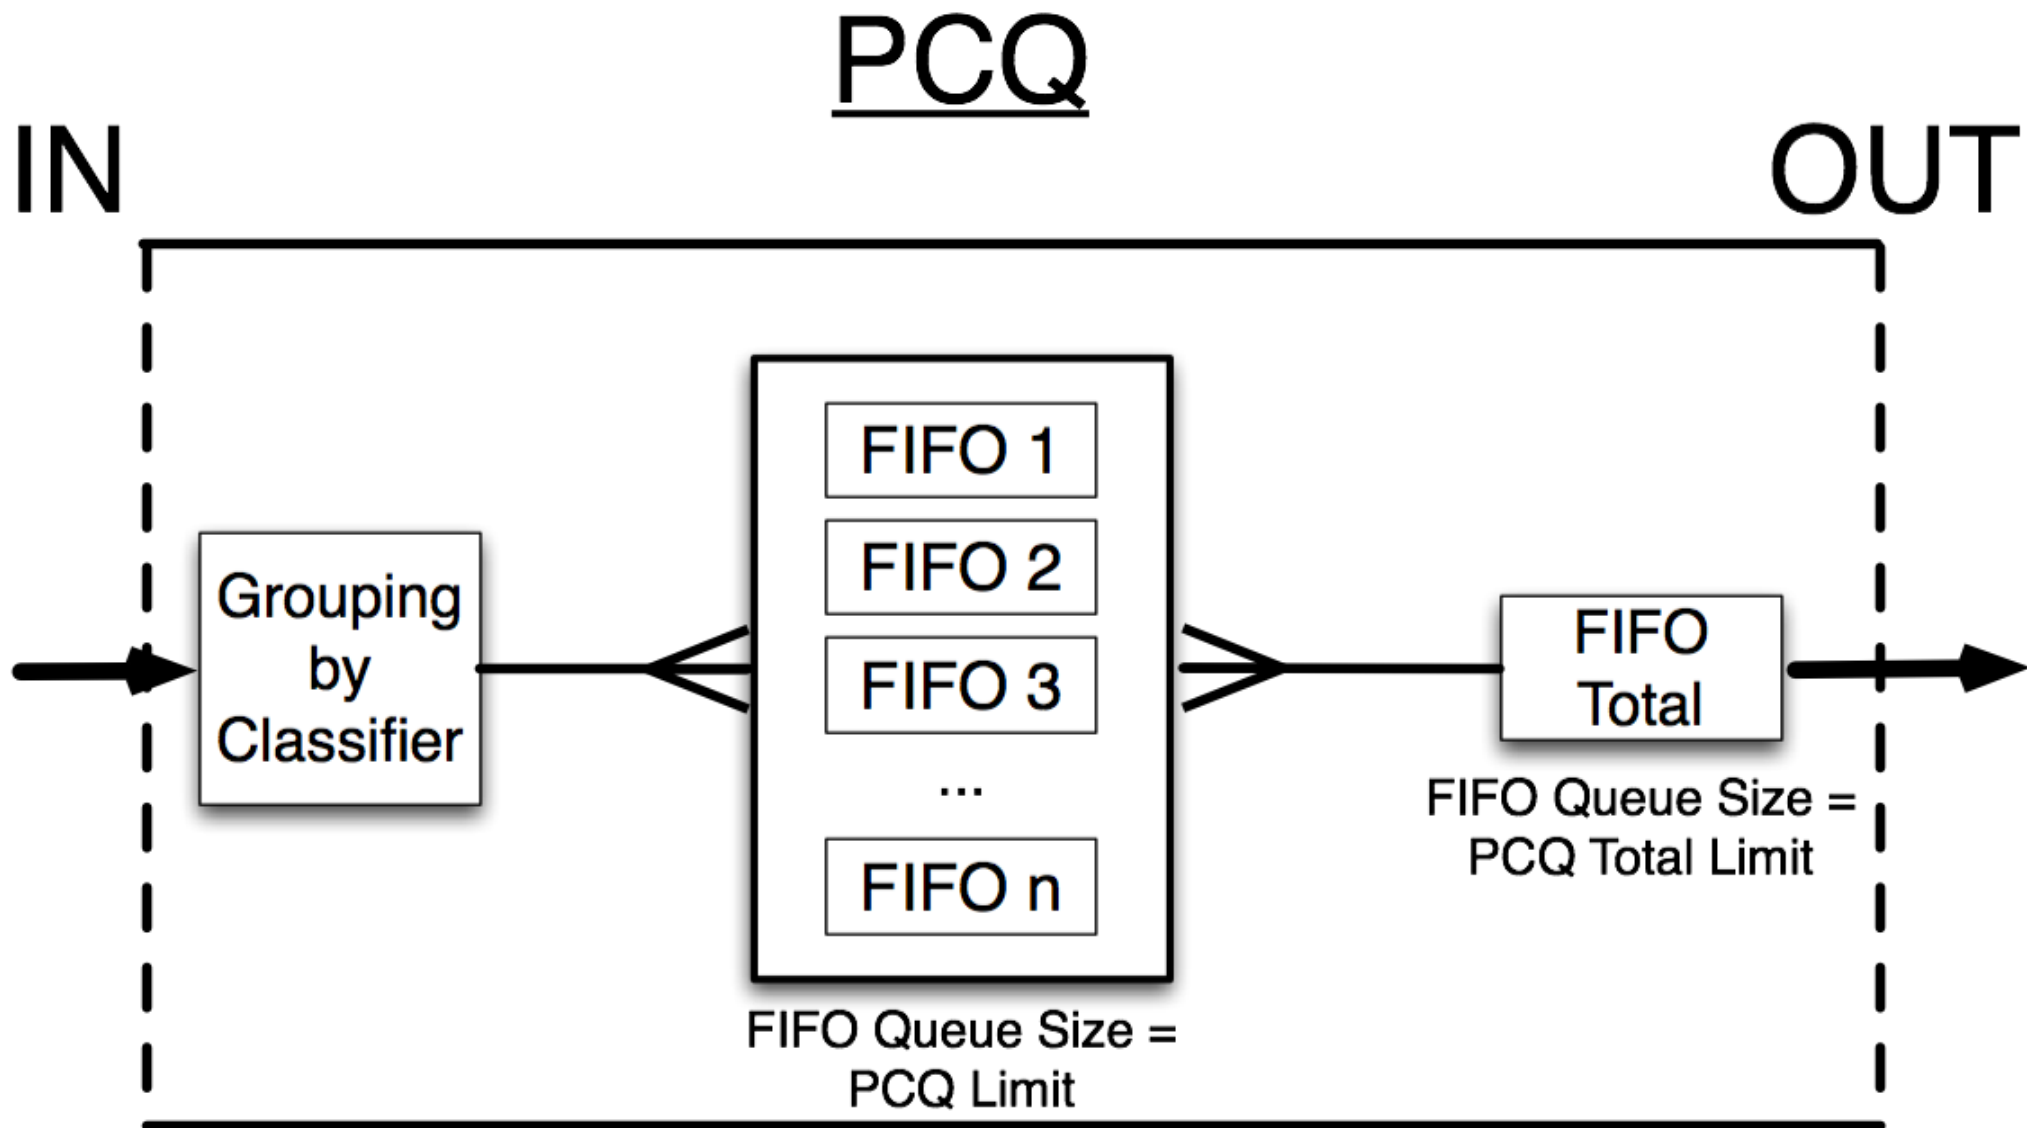 PCQ
IN
OUT
Grouping
by
Classifier
FIFO 1
FIFO 2
FIFO 3
...
FIFO n
FIFO Queue Size =
PCQ Limit
FIFO
Total
FIFO Queue Size =
PCQ Total Limit